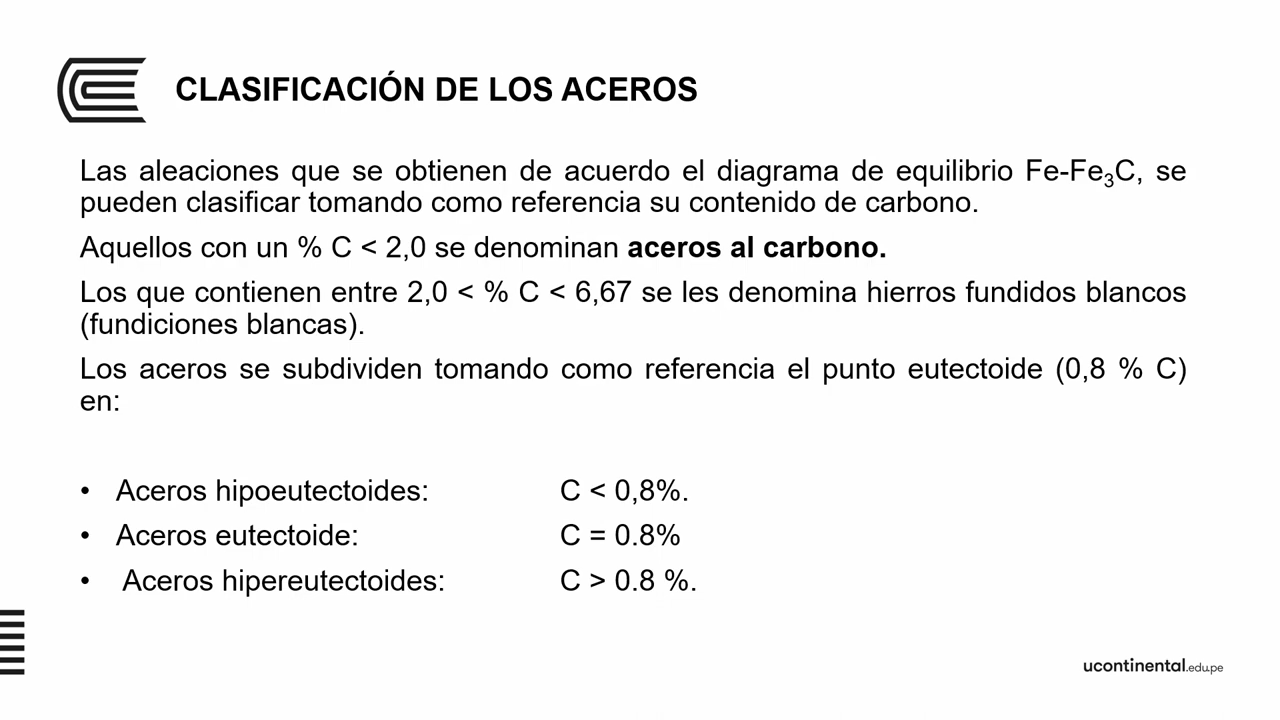 CLASIFICACIÓN DE LOS ACEROS
Las aleaciones que se obtienen de acuerdo el diagrama de equilibrio Fe-Fe₃C, se
pueden clasificar tomando como referencia su contenido de carbono.
Aquellos con un % C < 2,0 se denominan aceros al carbono.
Los que contienen entre 2,0 < % C < 6,67 se les denomina hierros fundidos blancos
(fundiciones blancas).
Los aceros se subdividen tomando como referencia el punto eutectoide (0,8 % C)
en:
• Aceros hipoeutectoides: C < 0,8%.
• Aceros eutectoide: C = 0.8%
• Aceros hipereutectoides: C > 0.8 %.
ucontinental.edu.pe